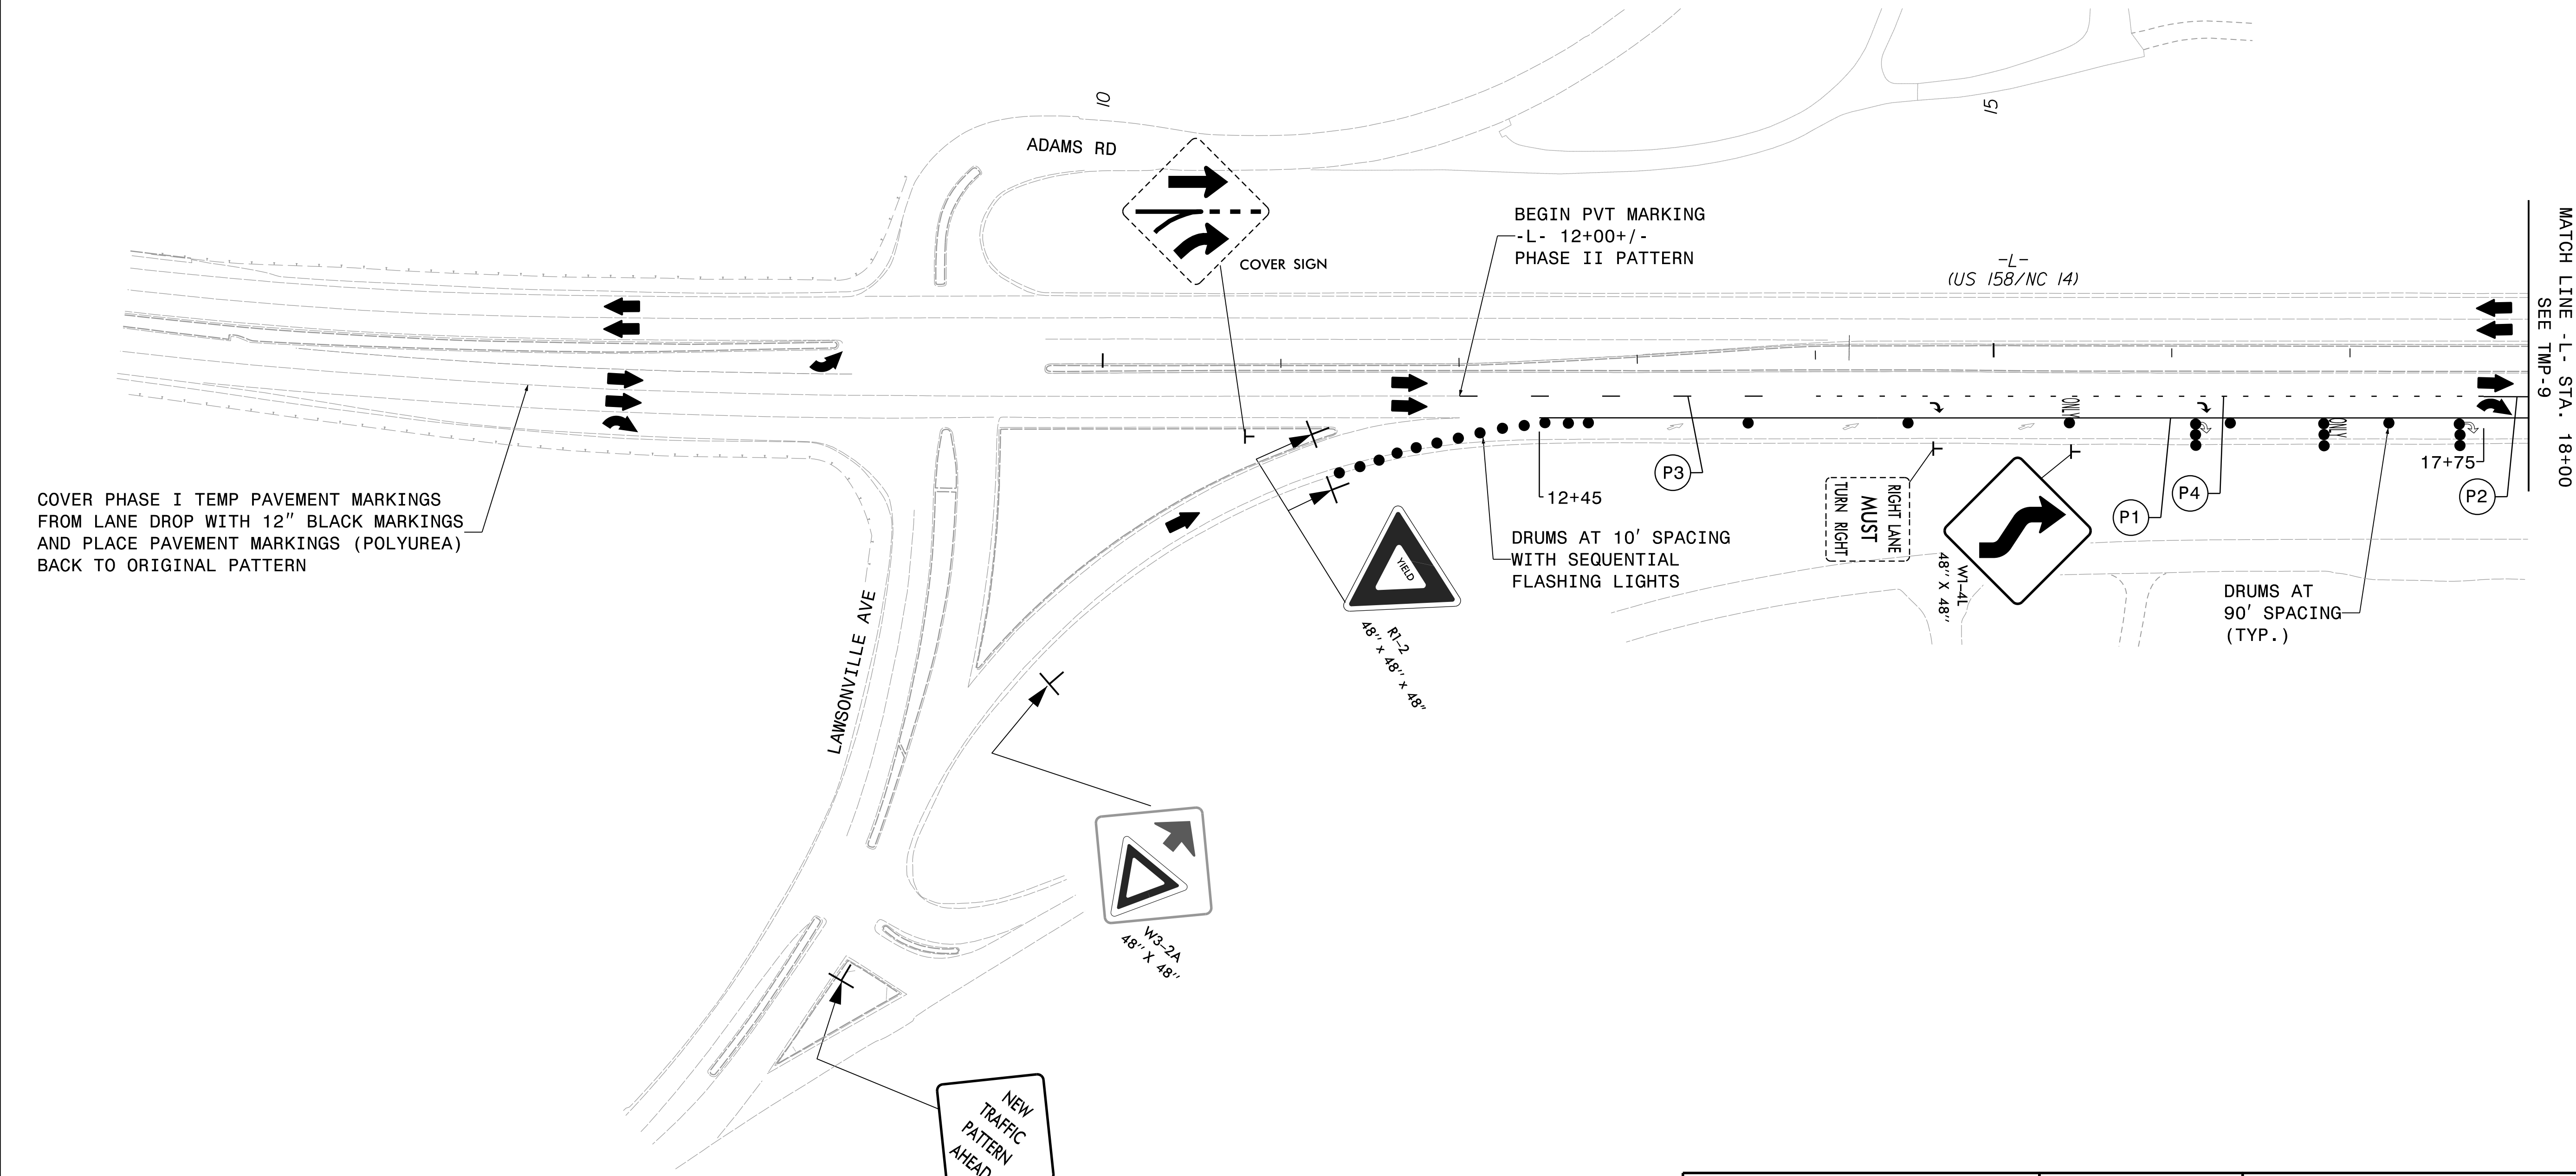 10
15
ADAMS RD
COVER SIGN
BEGIN PVT MARKING
-L- 12+00+/-
PHASE II PATTERN
-L-
(US 158/NC 14)
MATCH LINE -L- STA. 18+00
SEE TMP-9
COVER PHASE I TEMP PAVEMENT MARKINGS
FROM LANE DROP WITH 12" BLACK MARKINGS
AND PLACE PAVEMENT MARKINGS (POLYUREA)
BACK TO ORIGINAL PATTERN
LAWSONVILLE AVE
12+45
P3
DRUMS AT 10' SPACING
WITH SEQUENTIAL
FLASHING LIGHTS
YIELD
R1-2
48" x 48" x 48"
ONLY
ONLY
RIGHT LANE
MUST
TURN RIGHT
W1-4L
48" X 48"
P1
P4
17+75
P2
DRUMS AT
90' SPACING
(TYP.)
W3-2A
48" X 48"
NEW
TRAFFIC
PATTERN
AHEAD